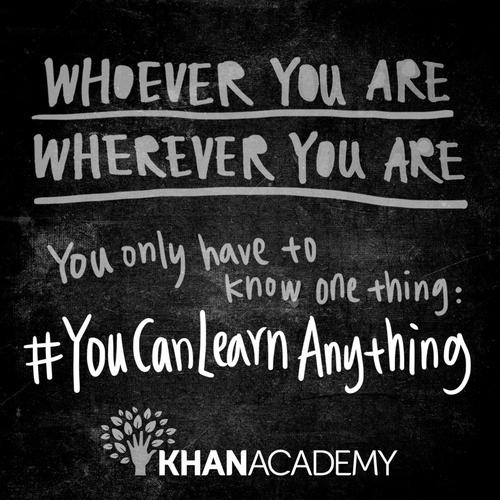 WHOEVER YOU ARE
WHEREVER YOU ARE
You only have to
know one thing:
#YouCanLearnAnything
KHANACADEMY